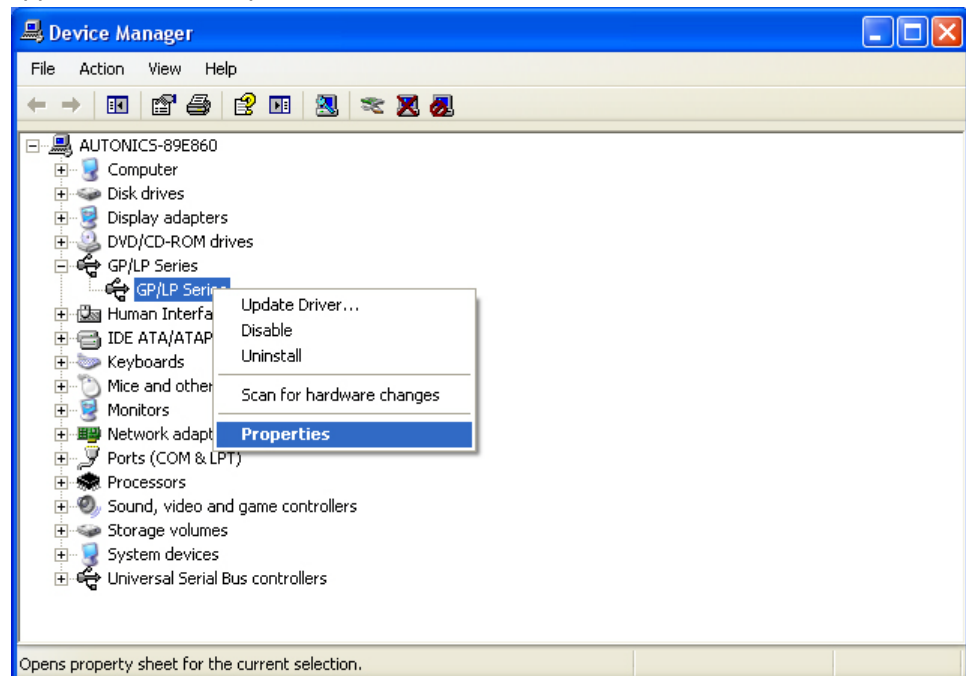 Device Manager
File Action View Help
AUTONICS-89E860
Computer
Disk drives
Display adapters
DVD/CD-ROM drives
GP/LP Series
GP/LP Serie
Update Driver...
Human Interfa
Disable
IDE ATA/ATAP
Uninstall
Keyboards
Mice and other
Scan for hardware changes
Monitors
Network adapt
Properties
Ports (COM & LPT)
Processors
Sound, video and game controllers
Storage volumes
System devices
Universal Serial Bus controllers
Opens property sheet for the current selection.